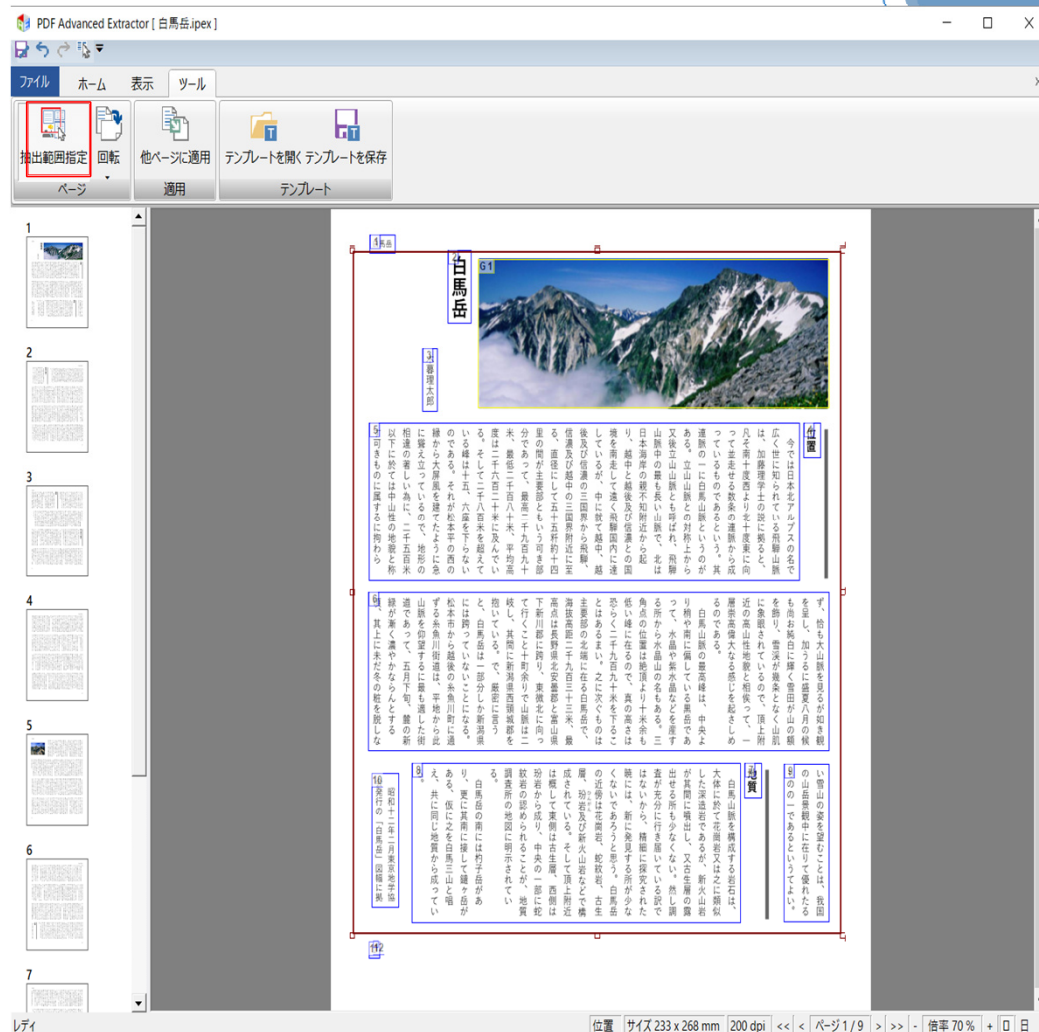 PDF Advanced Extractor [ 白馬岳.ipex ]
ファイル ホーム 表示 ツール
抽出範囲指定 回転 他ページに適用 テンプレートを開く テンプレートを保存
ページ 適用 テンプレート
1
2
3
4
5
6
7
1 馬岳
2
白馬岳
G1
3
尋理太郎
4
位置
5
今では日本北アルプスの名で
広く世に知られている飛騨山脈
は、加藤理学士の説に拠ると、
凡そ南十度西より北十度東に向
って並走せる数条の連脈から成
っているものであるという。其
連脈の一に白馬山脈というのが
ある。立山山脈との対称上から
又後立山山脈とも呼ばれ、飛騨
山脈中の最も長い山脈で、北は
日本海岸の親不知附近から起
り、越中と越後及び信濃との国
境を南走して遠く飛騨国内に達
しているが、中に就て越中、越
後及び信濃の三国界から飛騨、
信濃及び越中の三国界附近に至
る、直径にして五十五粁約十四
里の間が主要部ともいう可き部
分であって、最高二千九百九十
米、最低二千百八十米、平均高
度は二千六百二十米に及んでい
る。そして二千八百米を超えて
いる峰は十五、六座を下らない
のである。それが松本平の西の
縁から大屏風を建てたように急
に聳え立っているので、地形の
相違の著しい為に、二千五百米
以下に於ては中山性の地貌と称
可きものに属するに拘わら
6
ず、恰も大山脈を見るが如き観
を呈し、加うるに盛夏八月の候
も尚お純白に輝く雪田が山の額
を飾り、雪渓が幾条となく山肌
に象眼されているので、頂上附
近の高山性地貌と相俟って、一
層崇高偉大なる感じを起さしめ
るのである。
白馬山脈の最高峰は、中央よ
り稍や南に偏している黒岳であ
って、水晶や紫水晶などを産す
る所から水晶山の名もある。三
角点の位置は絶頂より十米余も
低い峰に在るので、真の高さは
恐らく二千九百九十米を下るこ
とはあるまい。之に次ぐものは
主要部の北端に在る白馬岳で、
海抜高距二千九百三十三米、最
高点は長野県北安曇郡と富山県
下新川郡に跨り、東微北に向っ
て行くこと十町余りで山脈は二
岐し、其間に新潟県西頸城郡を
抱いている。で、厳密に言う
と、白馬岳は一部分しか新潟県
には跨っていないことになる。
松本市から越後の糸魚川町に通
ずる糸魚川街道は、平地から此
山脈を仰望するに最も適した街
道であって、五月下旬、麓の新
緑が漸く濃やかならんとする
、其上に未だ冬の粧を脱しな
9
い雪山の姿を望むことは、我国
の山岳景観中に在りて優れたる
のの一であるというてよい。
7
地質
8
白馬山脈を構成する岩石は、
大体に於て花崗岩又は之に類似
した深造岩であるが、新火山岩
が其間に噴出し、又古生層の露
出せる所も少なくない。然し調
査が充分に行き届いている訳で
はないから、精細に探究された
暁には、新に発見する所が少な
くないであろうと思う。白馬岳
の近傍は花崗岩、蛇紋岩、古生
層、玢岩及び新火山岩などで構
成されている。そして頂上附近
は概して東側は古生層、西側は
玢岩から成り、中央の一部に蛇
紋岩の認められることが、地質
調査所の地図に明示されてい
る。
白馬岳の南には杓子岳があ
り、更に其南に接して鑓ヶ岳が
ある、仮に之を白馬三山と唱
え、共に同じ地質から成ってい
。
10
昭和十二年二月東京地学協
発行の「白馬岳」図幅に拠
レディ 位置 サイズ 233 x 268 mm 200 dpi << < ページ 1 / 9 > >> - 倍率 70 % +